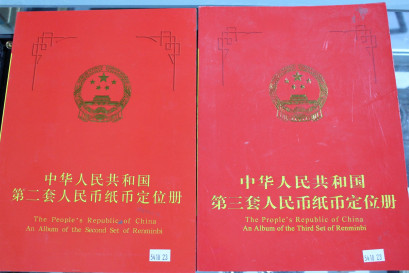 中华人民共和国
第二套人民币纸币定位册
The People's Republic of China
An Album of the Second Set of Renminbi
中华人民共和国
第三套人民币纸币定位册
The People's Republic of China
An Album of the Third Set of Renminbi